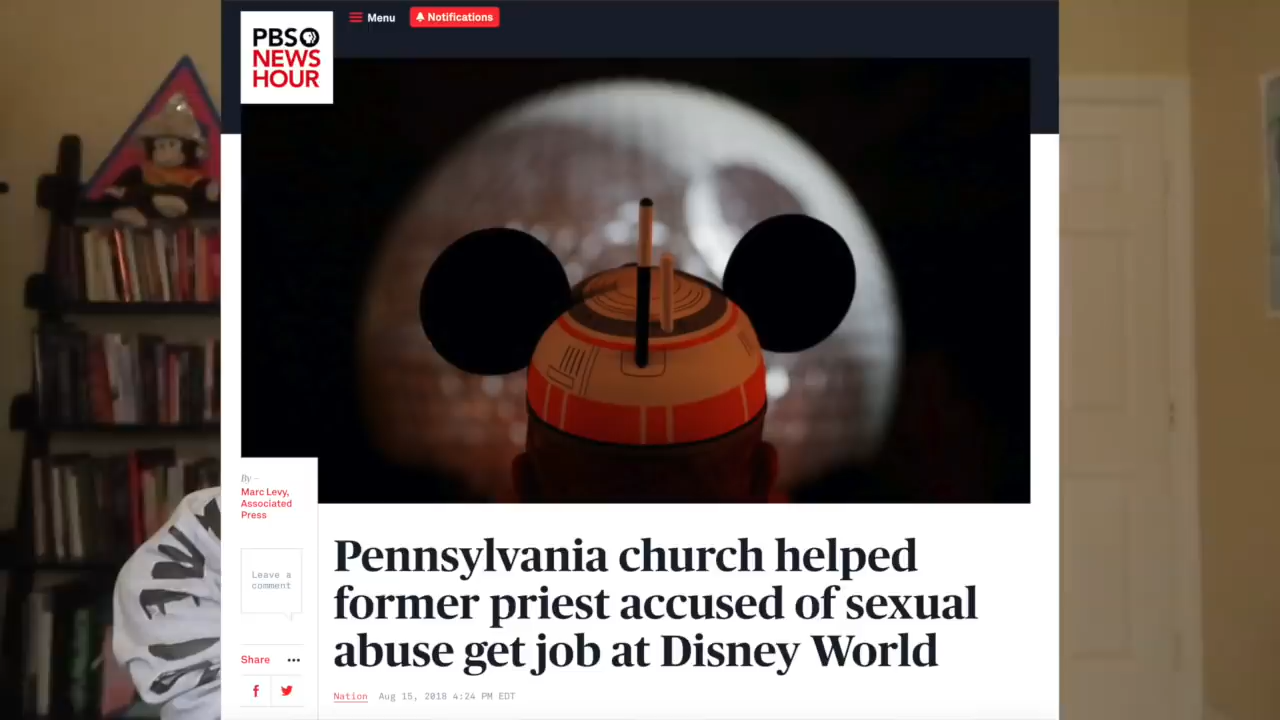 PBS
NEWS
HOUR
Menu
Notifications
By –
Marc Levy,
Associated
Press
Leave a
comment
Share
Pennsylvania church helped
former priest accused of sexual
abuse get job at Disney World
Nation Aug 15, 2018 4:24 PM EDT